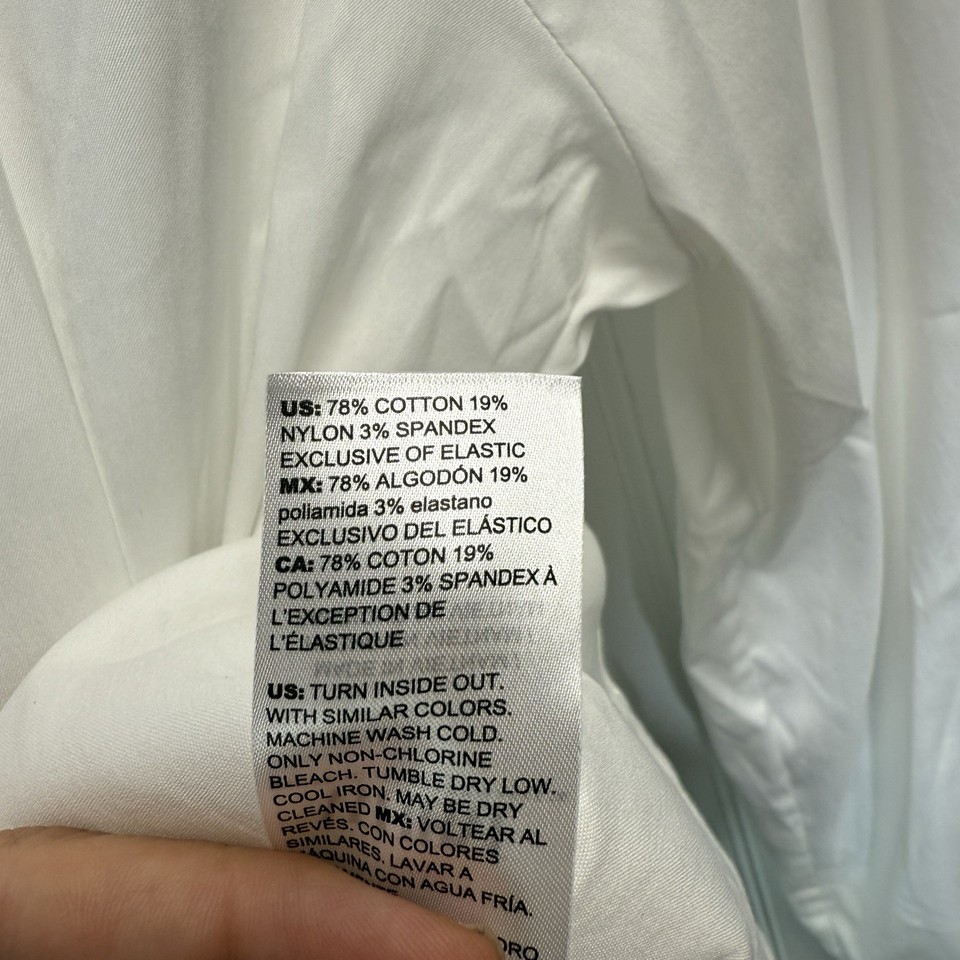 US: 78% COTTON 19%
NYLON 3% SPANDEX
EXCLUSIVE OF ELASTIC
MX: 78% ALGODÓN 19%
poliamida 3% elastano
EXCLUSIVO DEL ELÁSTICO
CA: 78% COTON 19%
POLYAMIDE 3% SPANDEX À
L'EXCEPTION DE
L'ÉLASTIQUE
US: TURN INSIDE OUT.
WITH SIMILAR COLORS.
MACHINE WASH COLD.
ONLY NON-CHLORINE
BLEACH. TUMBLE DRY LOW.
COOL IRON. MAY BE DRY
CLEANED MX: VOLTEAR AL
REVÉS. CON COLORES
SIMILARES. LAVAR A
MÁQUINA CON AGUA FRÍA.